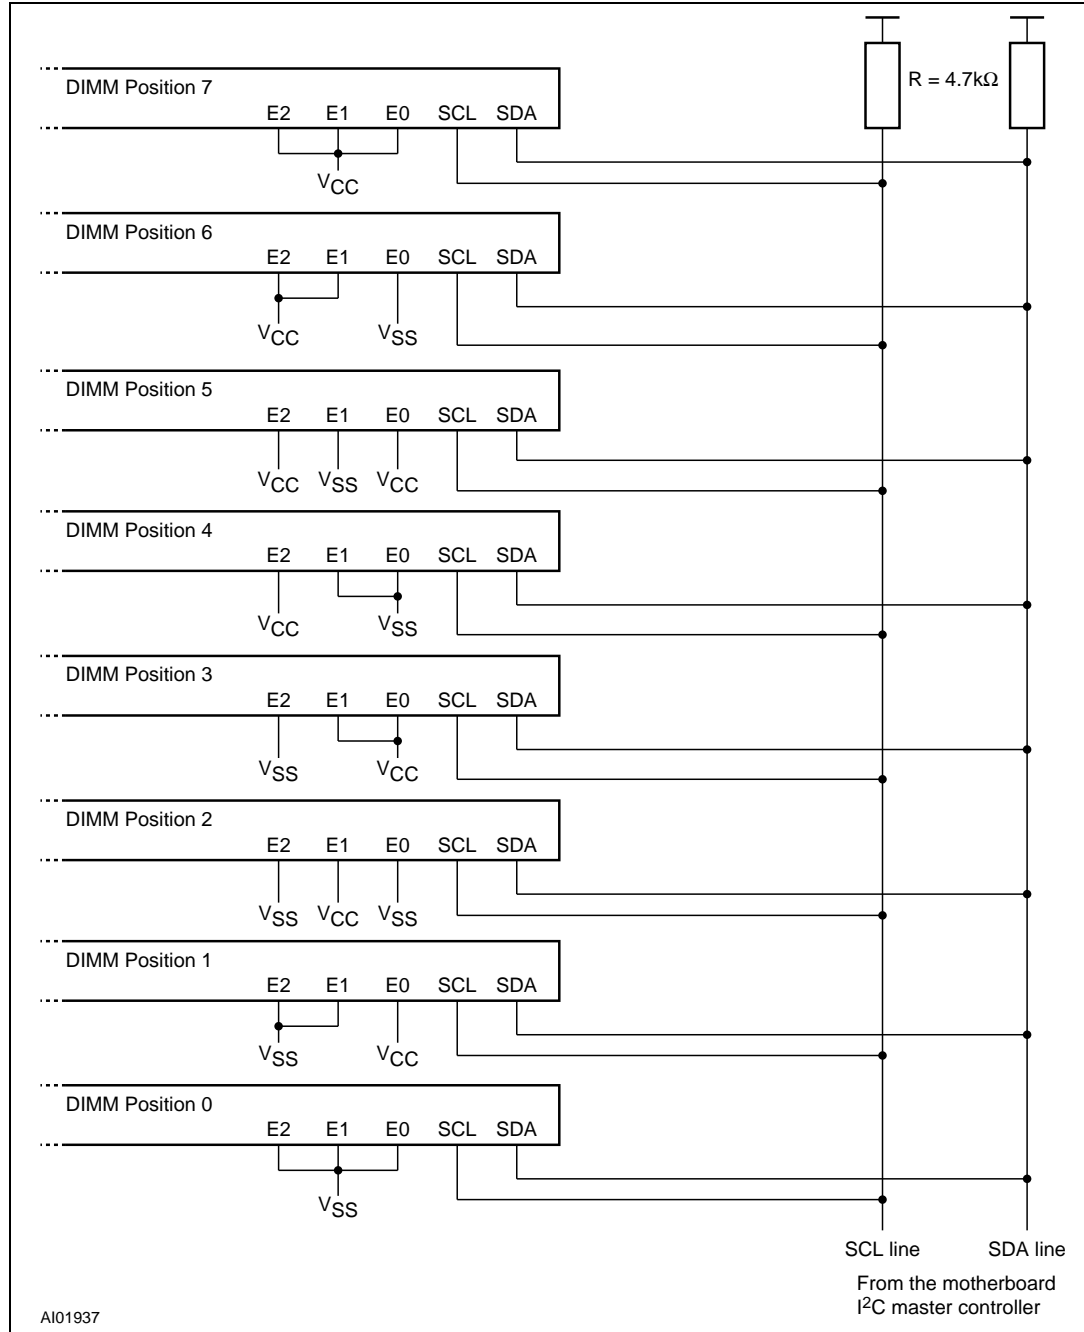 R = 4.7kΩ
DIMM Position 7
E2 E1 E0 SCL SDA
VCC
DIMM Position 6
E2 E1 E0 SCL SDA
VCC VSS
DIMM Position 5
E2 E1 E0 SCL SDA
VCC VSS VCC
DIMM Position 4
E2 E1 E0 SCL SDA
VCC VSS
DIMM Position 3
E2 E1 E0 SCL SDA
VSS VCC
DIMM Position 2
E2 E1 E0 SCL SDA
VSS VCC VSS
DIMM Position 1
E2 E1 E0 SCL SDA
VSS VCC
DIMM Position 0
E2 E1 E0 SCL SDA
VSS
SCL line SDA line
From the motherboard
I2C master controller
AI01937